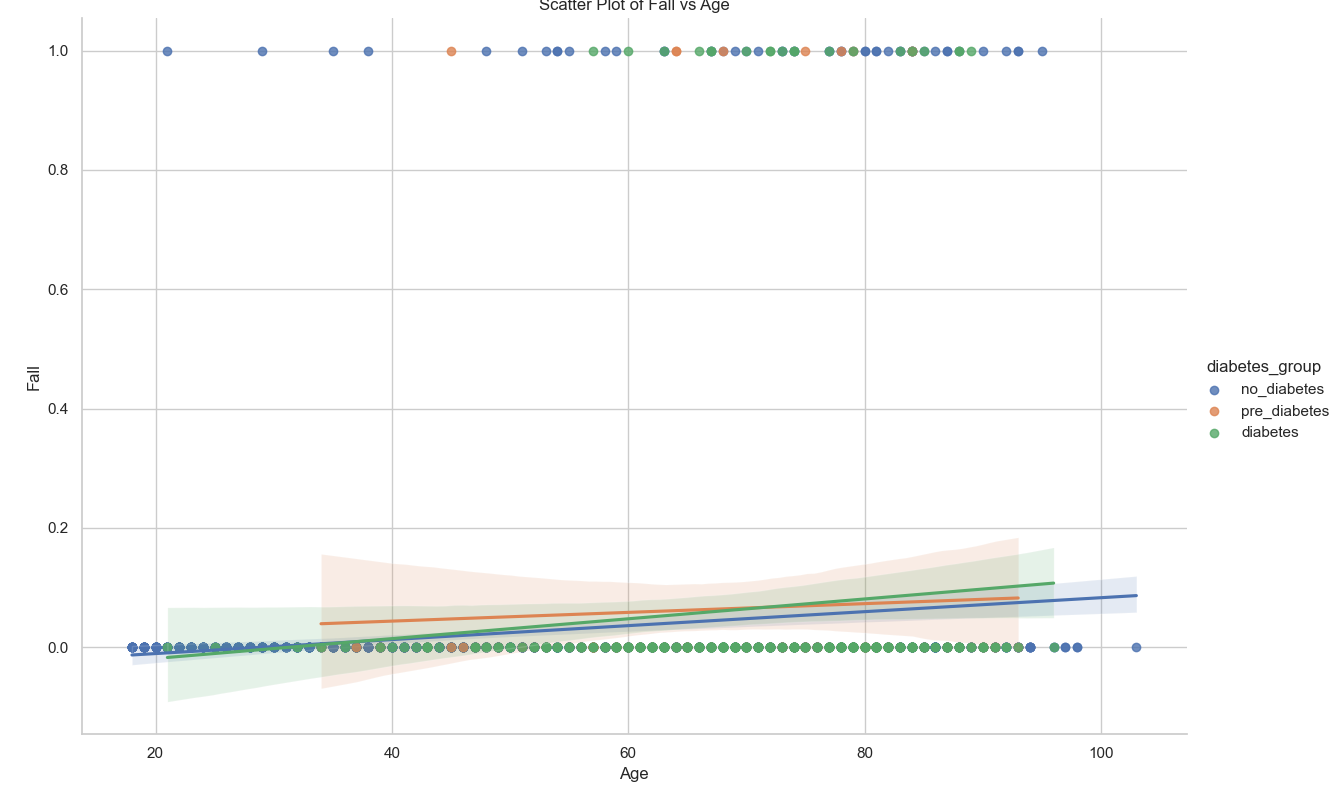 Scatter Plot of Fall vs Age
1.0
0.8
0.6
0.4
0.2
0.0
Fall
20 40 60 80 100
Age
diabetes_group
no_diabetes
pre_diabetes
diabetes